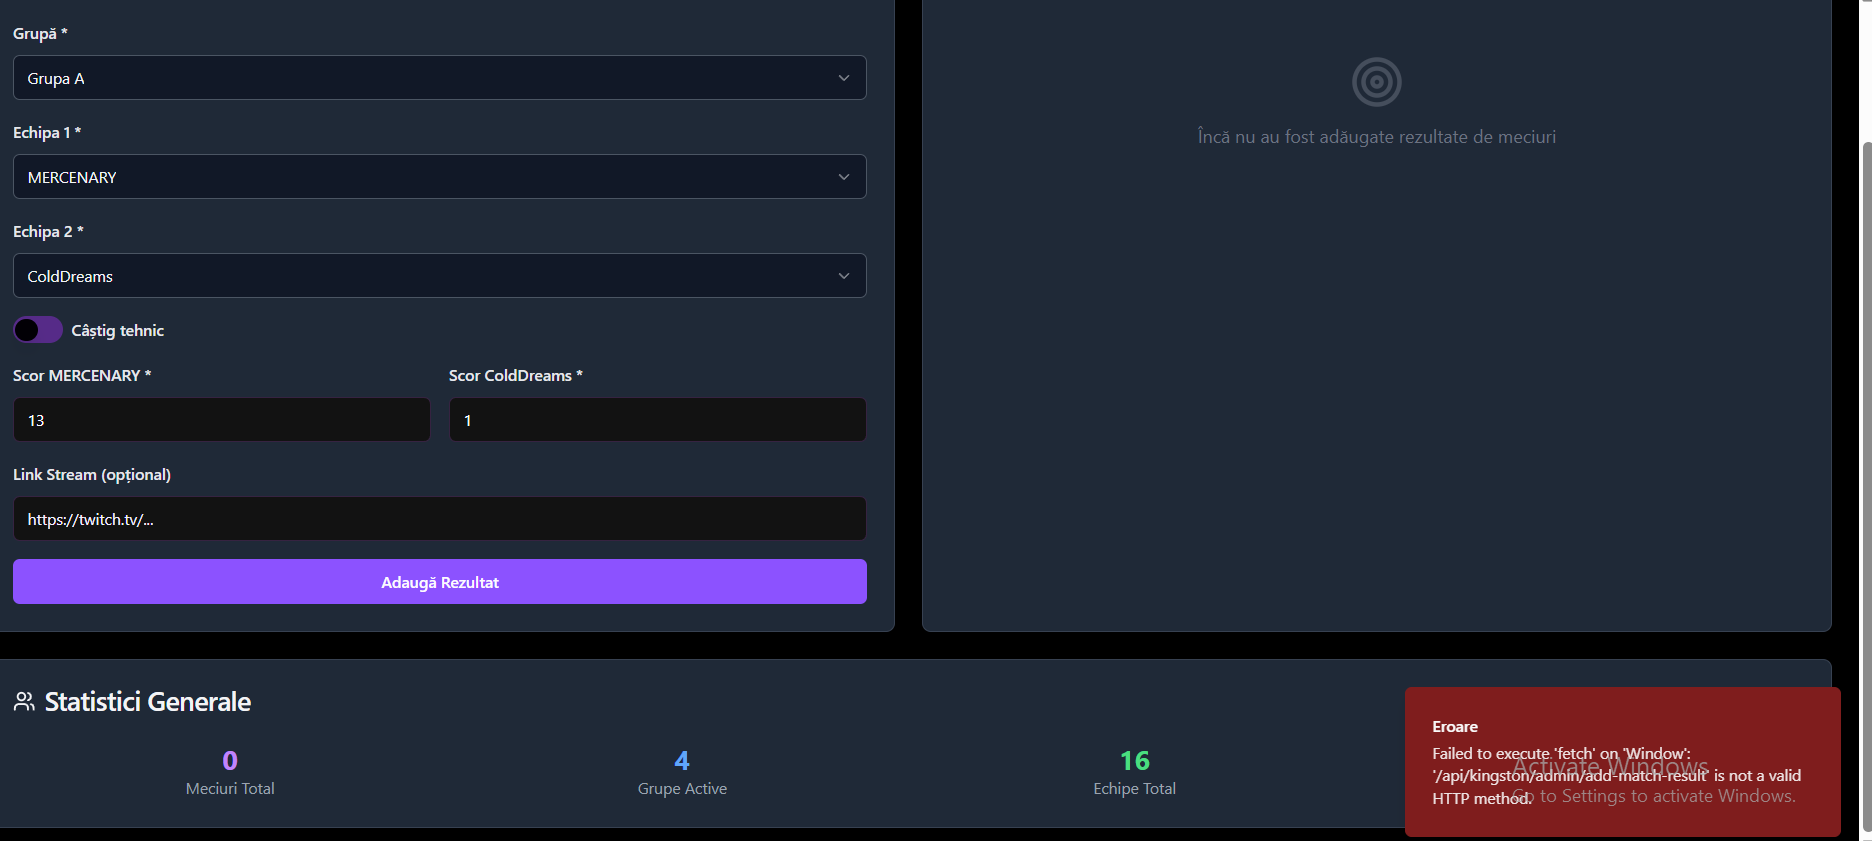 Grupă *
Grupa A
Echipa 1 *
MERCENARY
Echipa 2 *
ColdDreams
Câștig tehnic
Scor MERCENARY *
Scor ColdDreams *
13
1
Link Stream (opțional)
https://twitch.tv/...
Adaugă Rezultat
Încă nu au fost adăugate rezultate de meciuri
Statistici Generale
0
Meciuri Total
4
Grupe Active
16
Echipe Total
Eroare
Failed to execute 'fetch' on 'Window':
'/api/kingston/admin/add-match-result' is not a valid
HTTP method.
Activate Windows
Go to Settings to activate Windows.